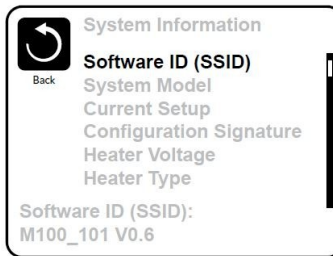 System Information
Back
Software ID (SSID)
System Model
Current Setup
Configuration Signature
Heater Voltage
Heater Type
Software ID (SSID):
M100_101 V0.6